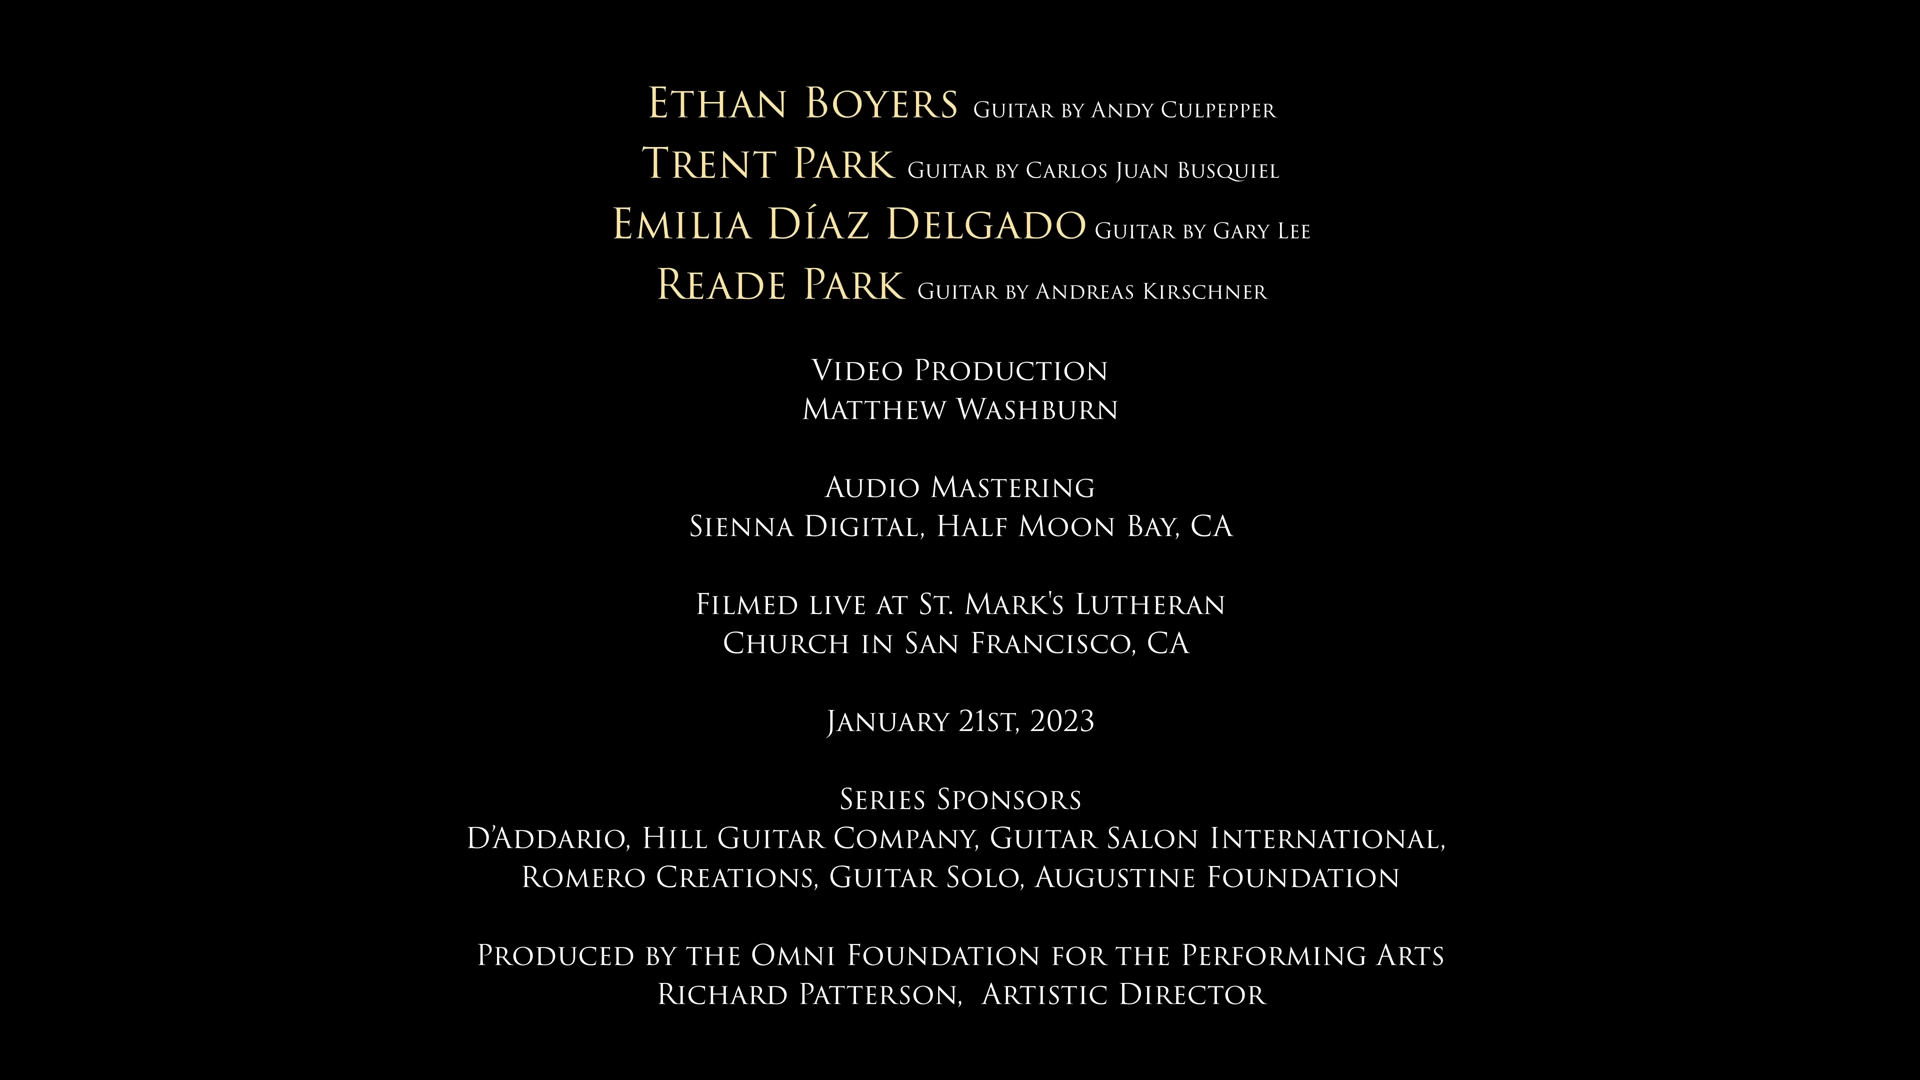 Ethan Boyers Guitar by Andy Culpepper
Trent Park Guitar by Carlos Juan Busquiel
Emilia Díaz Delgado Guitar by Gary Lee
Reade Park Guitar by Andreas Kirschner
Video Production
Matthew Washburn
Audio Mastering
Sienna Digital, Half Moon Bay, CA
Filmed live at St. Mark's Lutheran
Church in San Francisco, CA
January 21st, 2023
Series Sponsors
D’Addario, Hill Guitar Company, Guitar Salon International,
Romero Creations, Guitar Solo, Augustine Foundation
Produced by the Omni Foundation for the Performing Arts
Richard Patterson, Artistic Director